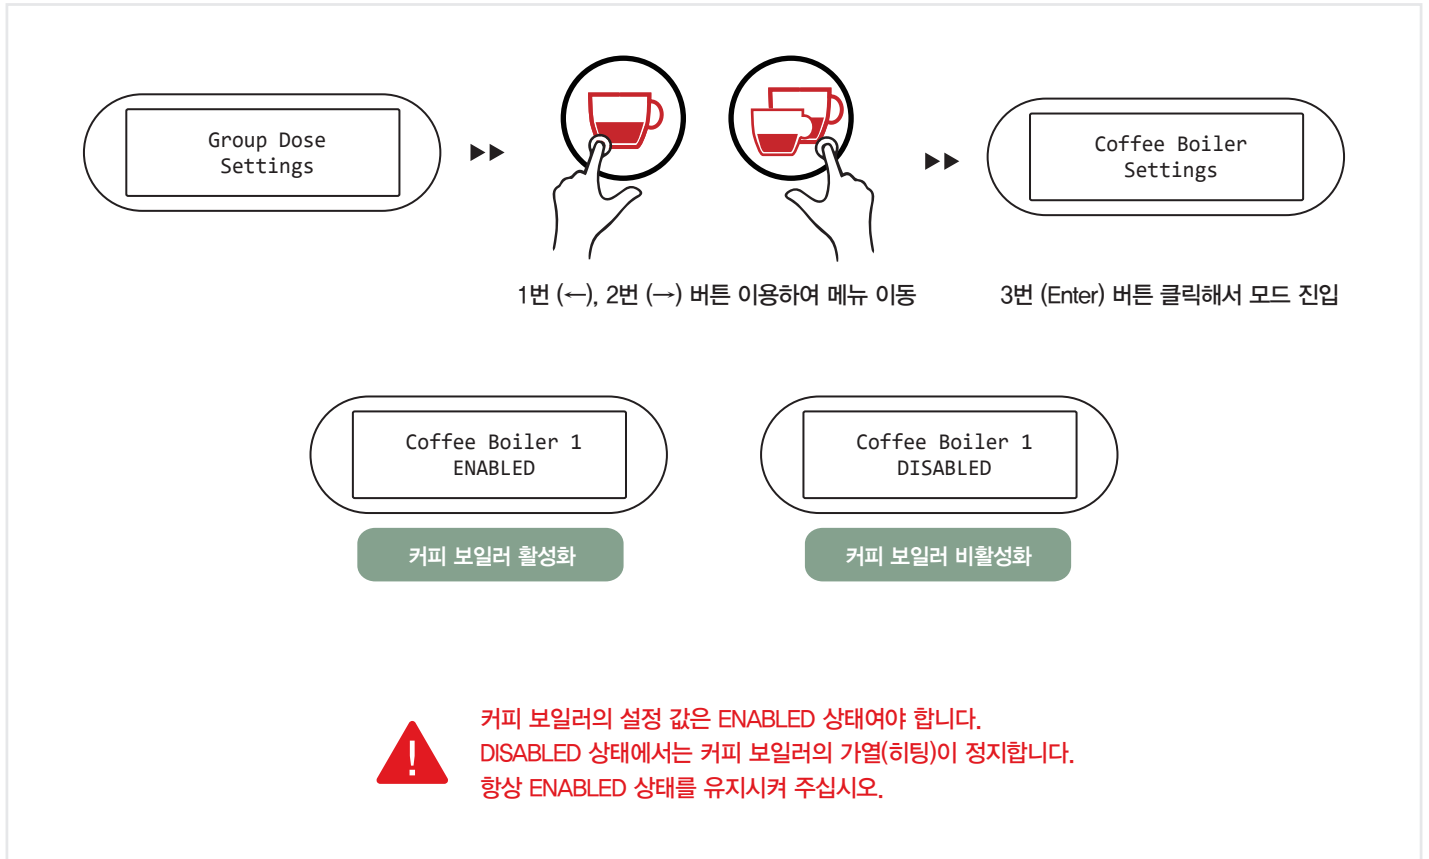 Group Dose
Settings
Coffee Boiler
Settings
1번 (←), 2번 (→) 버튼 이용하여 메뉴 이동
3번 (Enter) 버튼 클릭해서 모드 진입
Coffee Boiler 1
ENABLED
Coffee Boiler 1
DISABLED
커피 보일러 활성화
커피 보일러 비활성화
커피 보일러의 설정 값은 ENABLED 상태여야 합니다.
DISABLED 상태에서는 커피 보일러의 가열(히팅)이 정지합니다.
항상 ENABLED 상태를 유지시켜 주십시오.